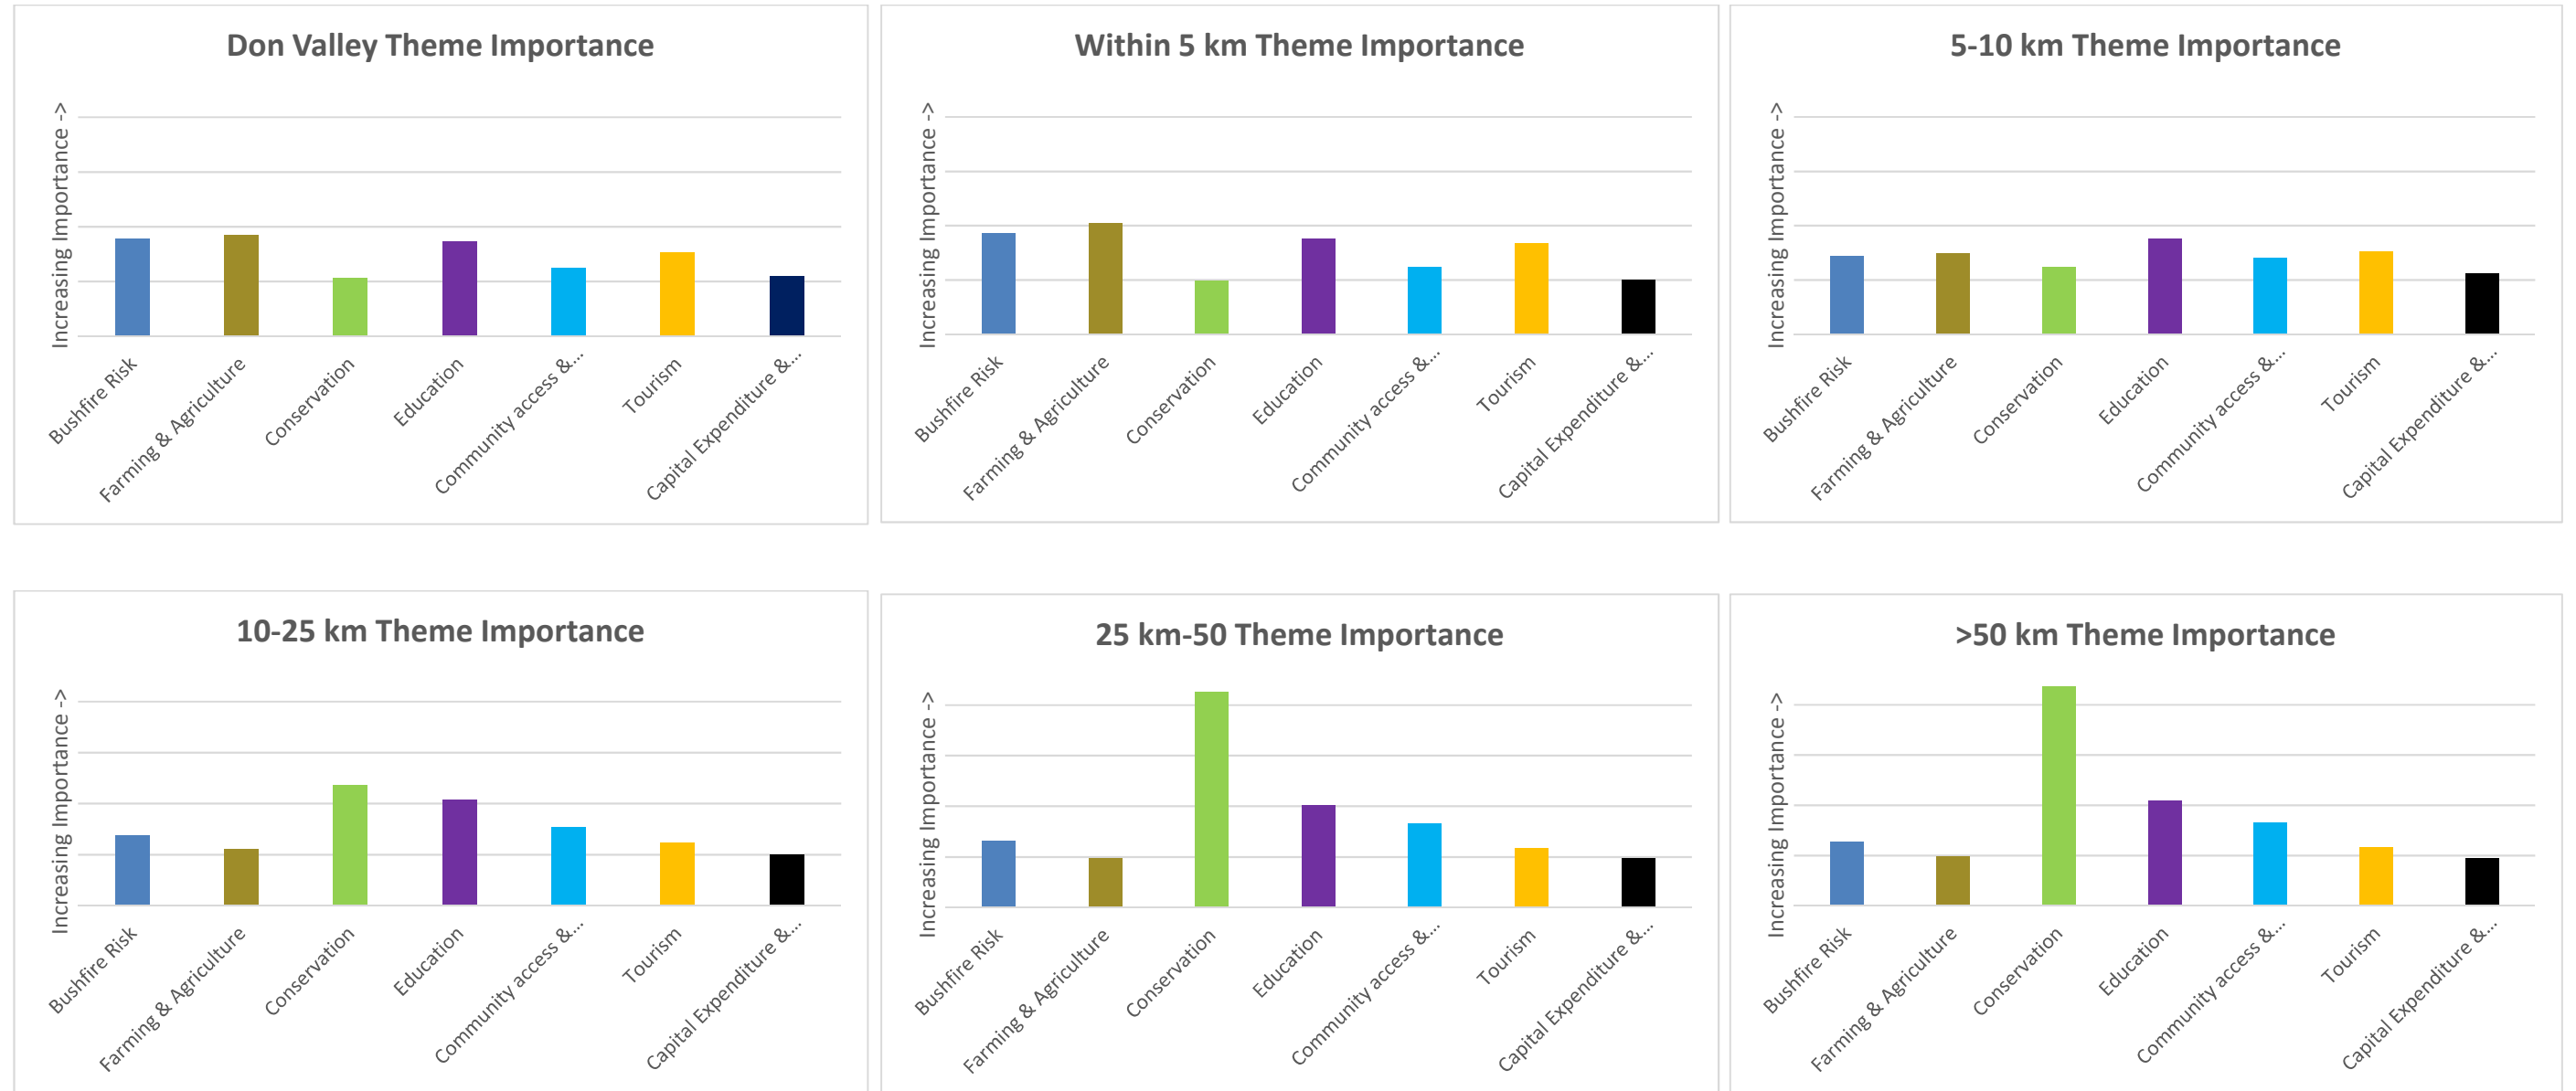 Don Valley Theme Importance
Increasing Importance ->
Bushfire Risk
Farming & Agriculture
Conservation
Education
Community access &...
Tourism
Capital Expenditure &...
Within 5 km Theme Importance
Increasing Importance ->
Bushfire Risk
Farming & Agriculture
Conservation
Education
Community access &...
Tourism
Capital Expenditure &...
5-10 km Theme Importance
Increasing Importance ->
Bushfire Risk
Farming & Agriculture
Conservation
Education
Community access &...
Tourism
Capital Expenditure &...
10-25 km Theme Importance
Increasing Importance ->
Bushfire Risk
Farming & Agriculture
Conservation
Education
Community access &...
Tourism
Capital Expenditure &...
25 km-50 Theme Importance
Increasing Importance ->
Bushfire Risk
Farming & Agriculture
Conservation
Education
Community access &...
Tourism
Capital Expenditure &...
>50 km Theme Importance
Increasing Importance ->
Bushfire Risk
Farming & Agriculture
Conservation
Education
Community access &...
Tourism
Capital Expenditure &...